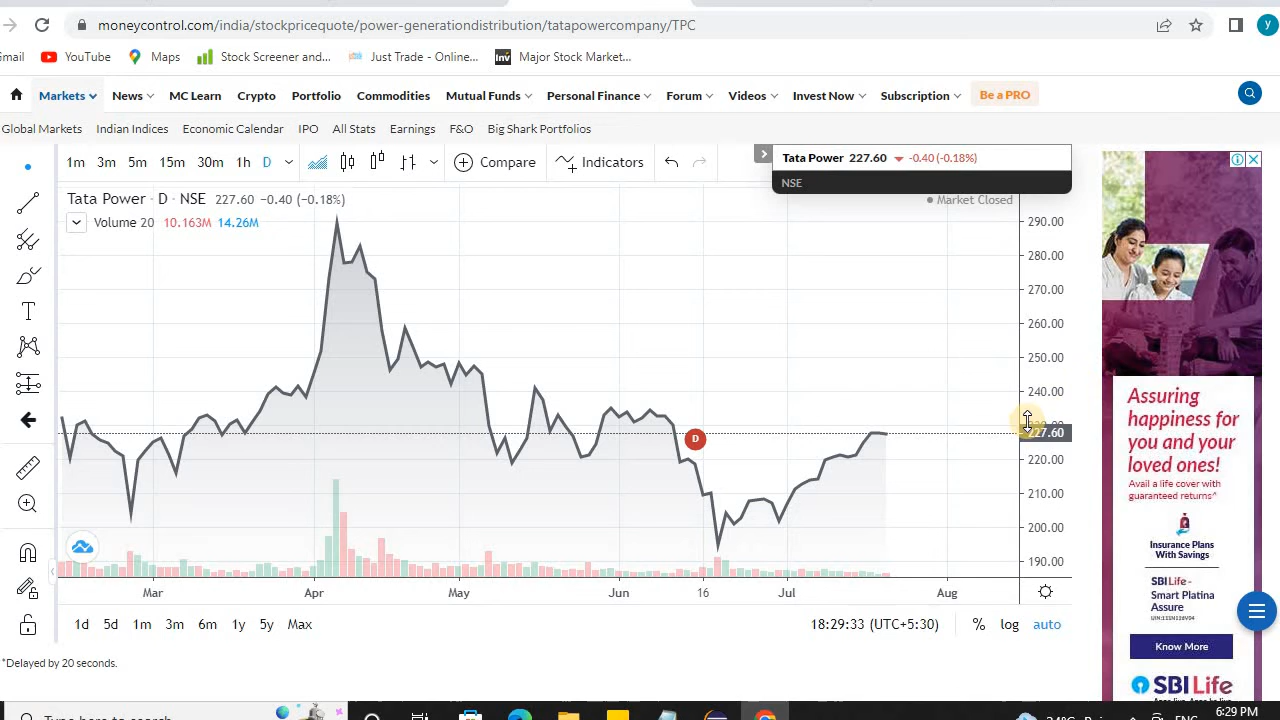 moneycontrol.com/india/stockpricequote/power-generationdistribution/tatapowercompany/TPC
y
mail YouTube Maps Stock Screener and... Just Trade - Online... Inv Major Stock Market...
Markets News MC Learn Crypto Portfolio Commodities Mutual Funds Personal Finance Forum Videos Invest Now Subscription Be a PRO
Global Markets Indian Indices Economic Calendar IPO All Stats Earnings F&O Big Shark Portfolios
1m 3m 5m 15m 30m 1h D Compare Indicators
Tata Power 227.60 -0.40 (-0.18%)
NSE
Tata Power · D · NSE 227.60 −0.40 (−0.18%)
Market Closed
Volume 20 10.163M 14.26M
290.00
280.00
270.00
260.00
250.00
240.00
227.60
220.00
210.00
200.00
190.00
D
T
Mar Apr May Jun 16 Jul Aug
1d 5d 1m 3m 6m 1y 5y Max 18:29:33 (UTC+5:30) % log auto
*Delayed by 20 seconds.
Assuring
happiness for
you and your
loved ones!
Avail a life cover with
guaranteed returns^
Insurance Plans
With Savings
SBI Life -
Smart Platina
Assure
Know More
SBI Life
6:29 PM